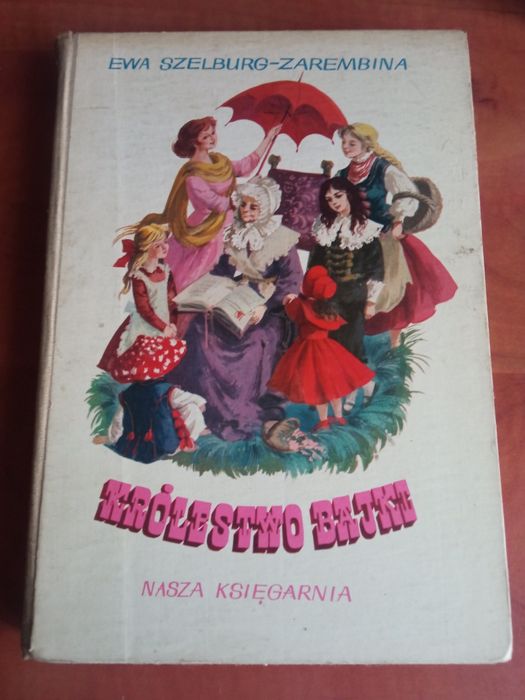 EWA SZELBURG-ZAREMBINA
KRÓLESTWO BAJKI
NASZA KSIĘGARNIA